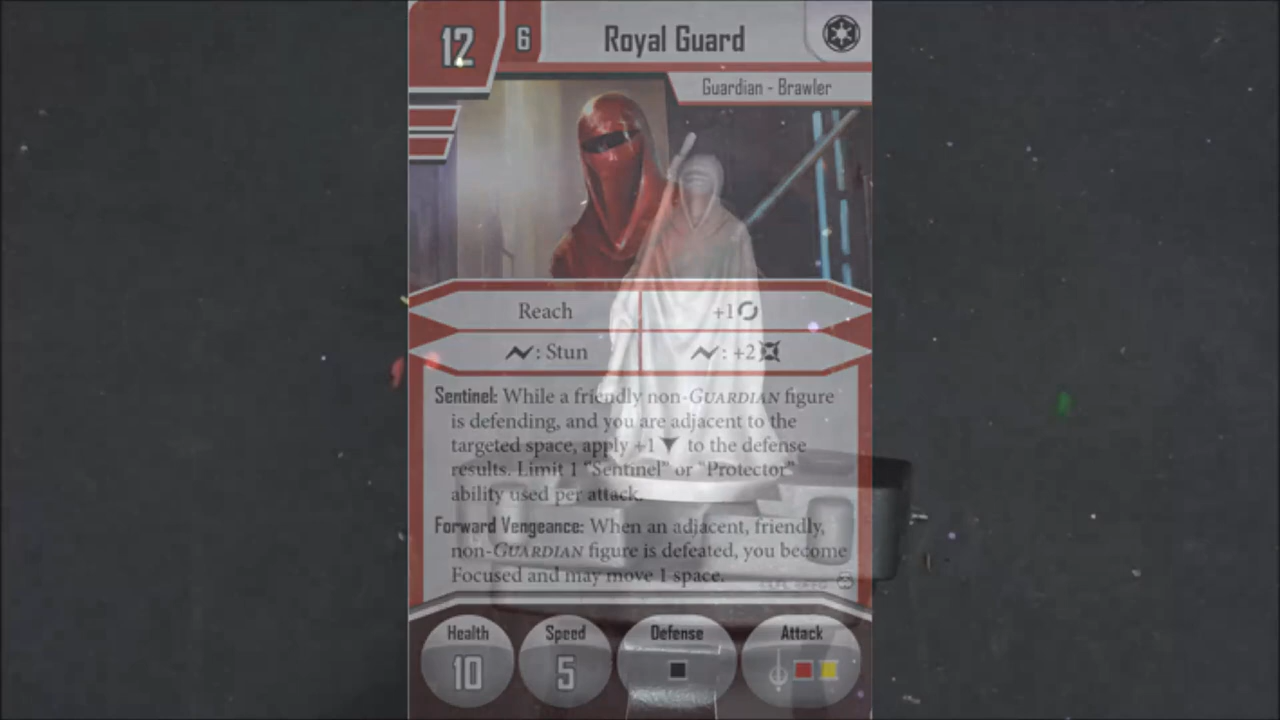 12 6 Royal Guard
Guardian - Brawler
Reach +1
: Stun : +2
Sentinel: While a friendly non-GUARDIAN figure
is defending, and you are adjacent to the
targeted space, apply +1 to the defense
results. Limit 1 "Sentinel" or "Protector"
ability used per attack.
Forward Vengeance: When an adjacent, friendly,
non-GUARDIAN figure is defeated, you become
Focused and may move 1 space.
Health Speed Defense Attack
10 5